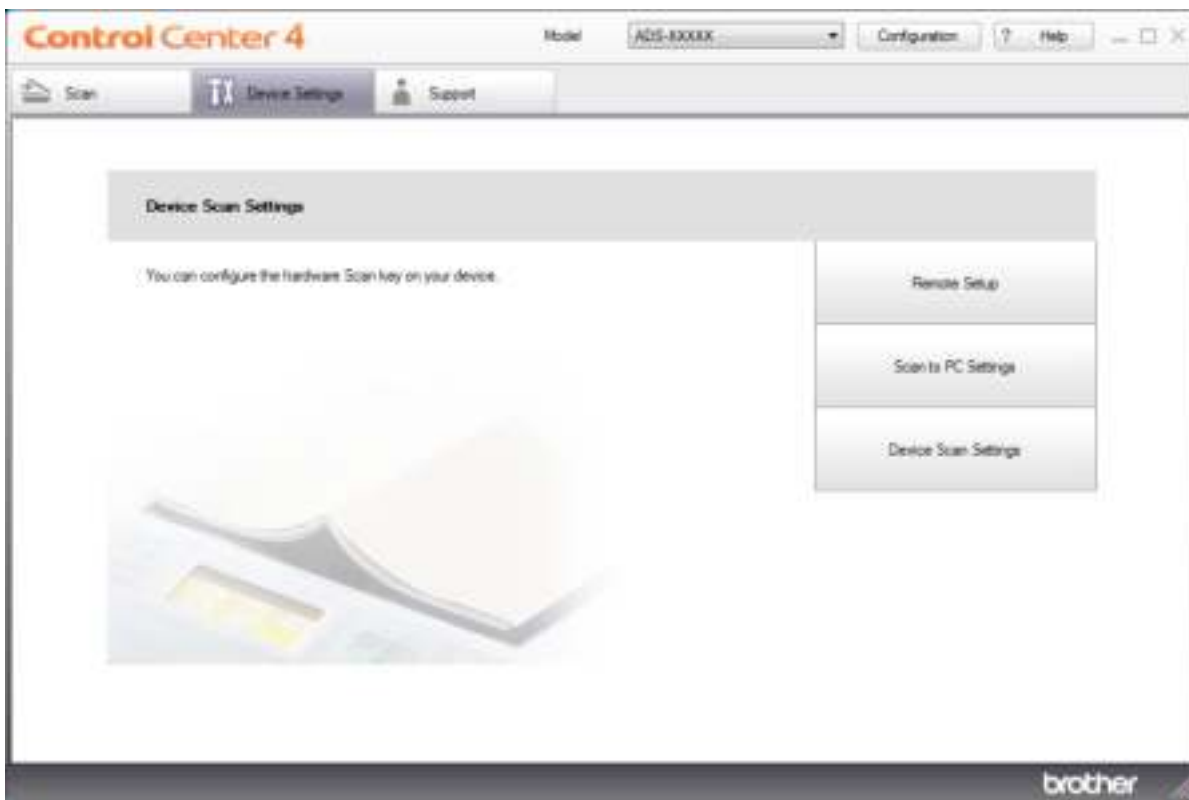 Control Center 4
Model
ADS-XXXXX
Configuration
? Help
Scan
Device Settings
Support
Device Scan Settings
You can configure the hardware Scan key on your device.
Remote Setup
Scan to PC Settings
Device Scan Settings
brother